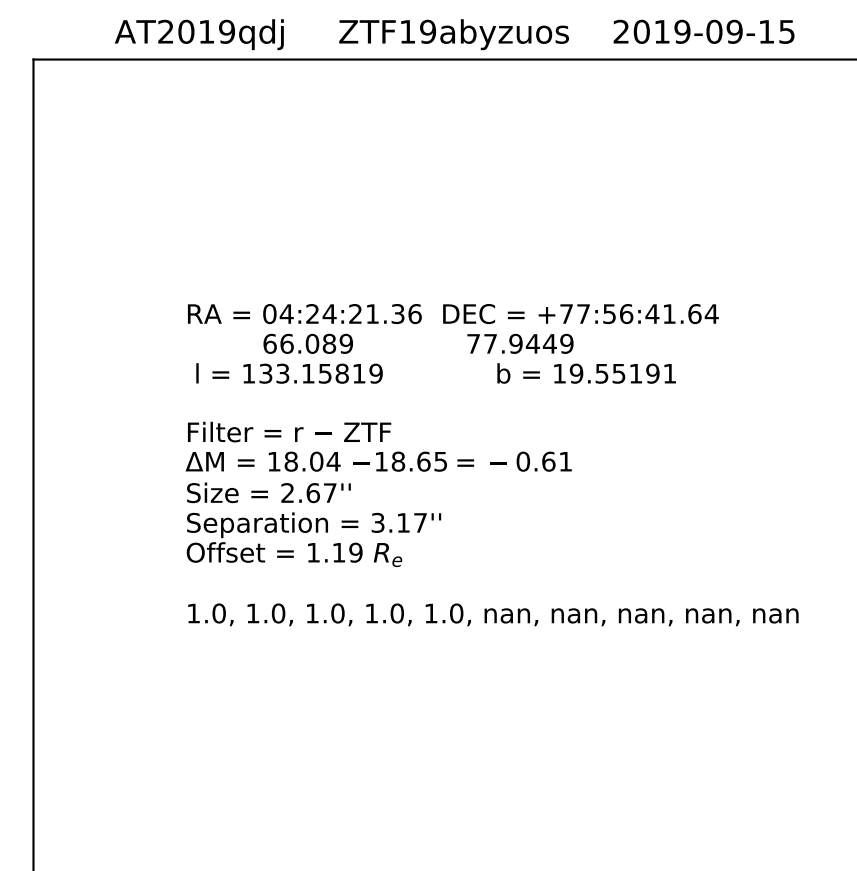 AT2019qdj ZTF19abyzuos 2019-09-15
RA = 04:24:21.36 DEC = +77:56:41.64
66.089 77.9449
l = 133.15819 b = 19.55191
Filter = r − ZTF
ΔM = 18.04 −18.65 = − 0.61
Size = 2.67''
Separation = 3.17''
Offset = 1.19 Rₑ
1.0, 1.0, 1.0, 1.0, 1.0, nan, nan, nan, nan, nan